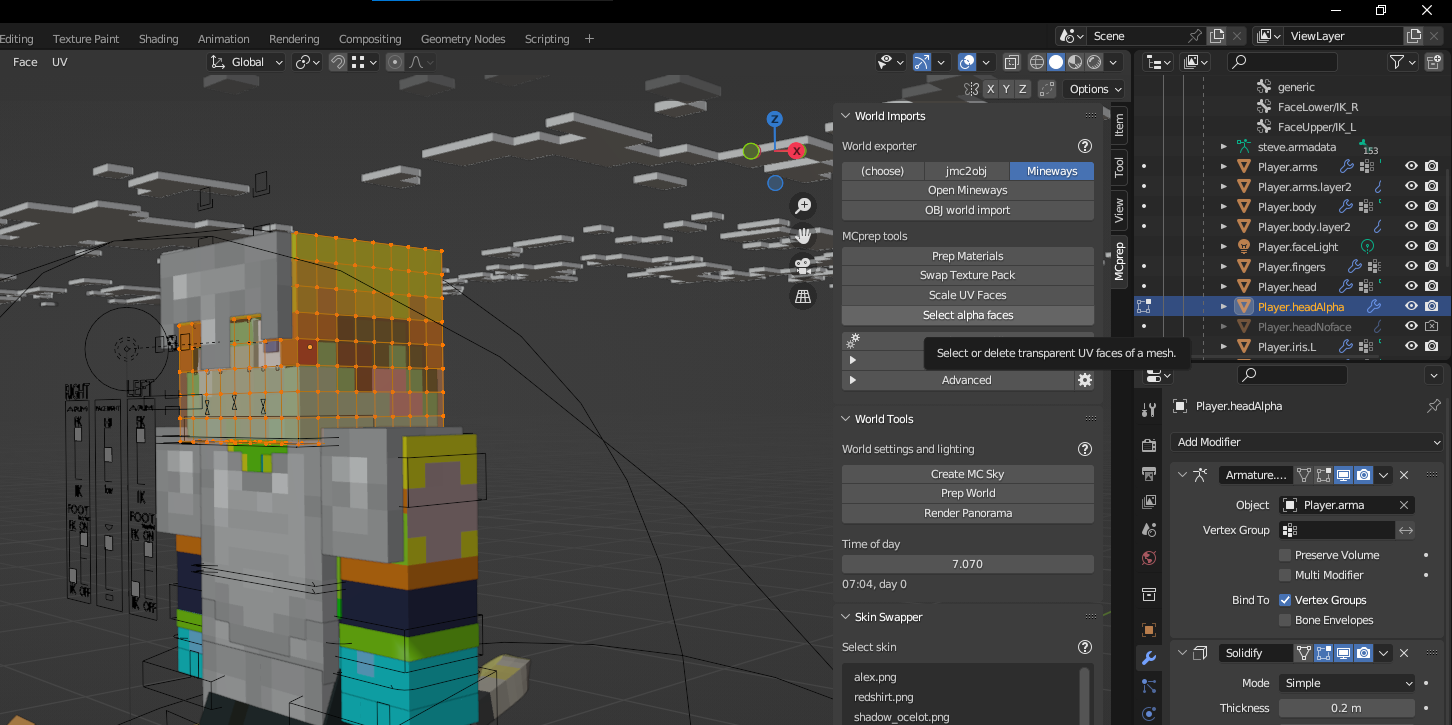 Editing Texture Paint Shading Animation Rendering Compositing Geometry Nodes Scripting + Scene ViewLayer
Face UV Global
X Y Z Options
Z
X
Item
Tool
View
MCprep
World Imports
World exporter
(choose) jmc2obj Mineways
Open Mineways
OBJ world import
MCprep tools
Prep Materials
Swap Texture Pack
Scale UV Faces
Select alpha faces
Select or delete transparent UV faces of a mesh.
Advanced
World Tools
World settings and lighting
Create MC Sky
Prep World
Render Panorama
Time of day
7.070
07:04, day 0
Skin Swapper
Select skin
alex.png
redshirt.png
shadow_ocelot.png
RIGHT
LEFT
IK
FOOT
IK OFF
IK
FOOT
IK OFF
generic
FaceLower/IK_R
FaceUpper/IK_L
steve.armadata 153
Player.arms
Player.arms.layer2
Player.body
Player.body.layer2
Player.faceLight
Player.fingers
Player.head
Player.headAlpha
Player.headNoface
Player.iris.L
Player.headAlpha
Add Modifier
Armature....
Object Player.arma
Vertex Group
Preserve Volume
Multi Modifier
Bind To Vertex Groups
Bone Envelopes
Solidify
Mode Simple
Thickness 0.2 m